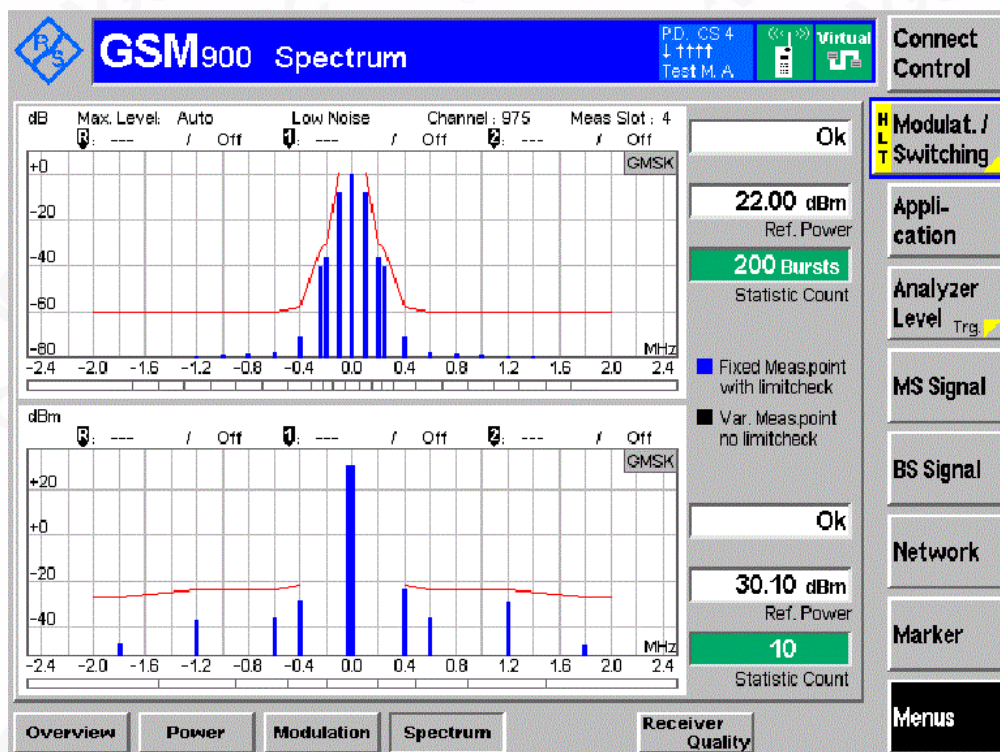 R/S
GSM900 Spectrum
P.D. CS 4
↓↑↑↑↑
Test M. A
Virtual
Connect Control
dB Max. Level: Auto Low Noise Channel : 975 Meas Slot : 4
R: --- / Off 1: --- / Off 2: --- / Off
GMSK
+0
-20
-40
-60
-80
MHz
-2.4 -2.0 -1.6 -1.2 -0.8 -0.4 0.0 0.4 0.8 1.2 1.6 2.0 2.4
Ok
22.00 dBm
Ref. Power
200 Bursts
Statistic Count
Fixed Meas.point
with limitcheck
Var. Meas.point
no limitcheck
dBm
R: --- / Off 1: --- / Off 2: --- / Off
GMSK
+20
+0
-20
-40
MHz
-2.4 -2.0 -1.6 -1.2 -0.8 -0.4 0.0 0.4 0.8 1.2 1.6 2.0 2.4
Ok
30.10 dBm
Ref. Power
10
Statistic Count
HLT
Modulat. /
Switching
Appli-
cation
Analyzer
Level Trg.
MS Signal
BS Signal
Network
Marker
Menus
Overview
Power
Modulation
Spectrum
Receiver
Quality